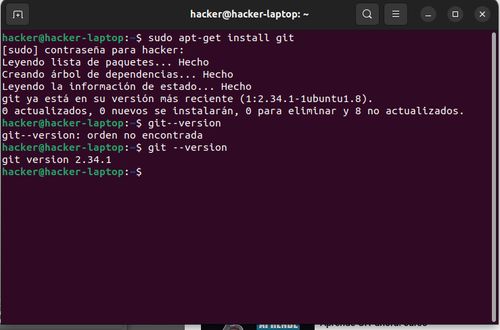 hacker@hacker-laptop: ~
hacker@hacker-laptop:~$ sudo apt-get install git
[sudo] contraseña para hacker:
Leyendo lista de paquetes... Hecho
Creando árbol de dependencias... Hecho
Leyendo la información de estado... Hecho
git ya está en su versión más reciente (1:2.34.1-1ubuntu1.8).
0 actualizados, 0 nuevos se instalarán, 0 para eliminar y 8 no actualizados.
hacker@hacker-laptop:~$ git--version
git--version: orden no encontrada
hacker@hacker-laptop:~$ git --version
git version 2.34.1
hacker@hacker-laptop:~$
APRENDE